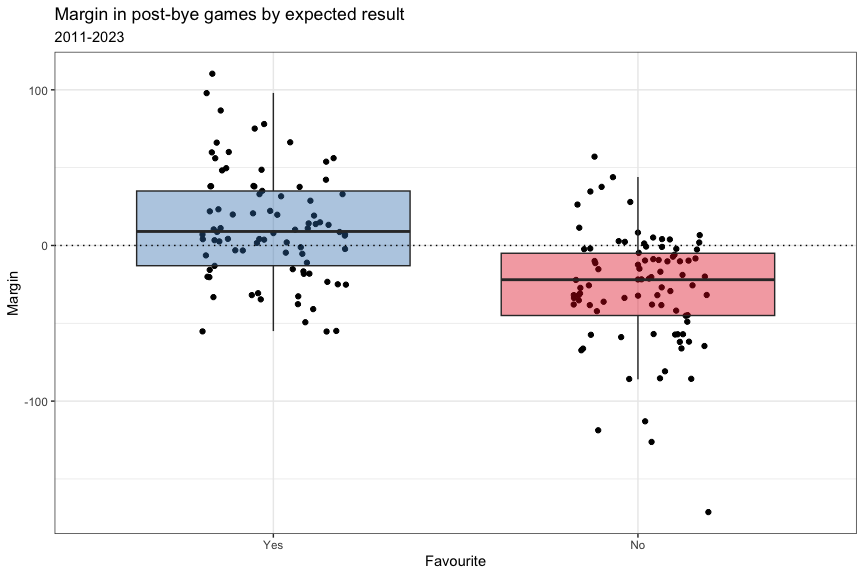 Margin in post-bye games by expected result
2011-2023
100
0
-100
Margin
Yes
No
Favourite